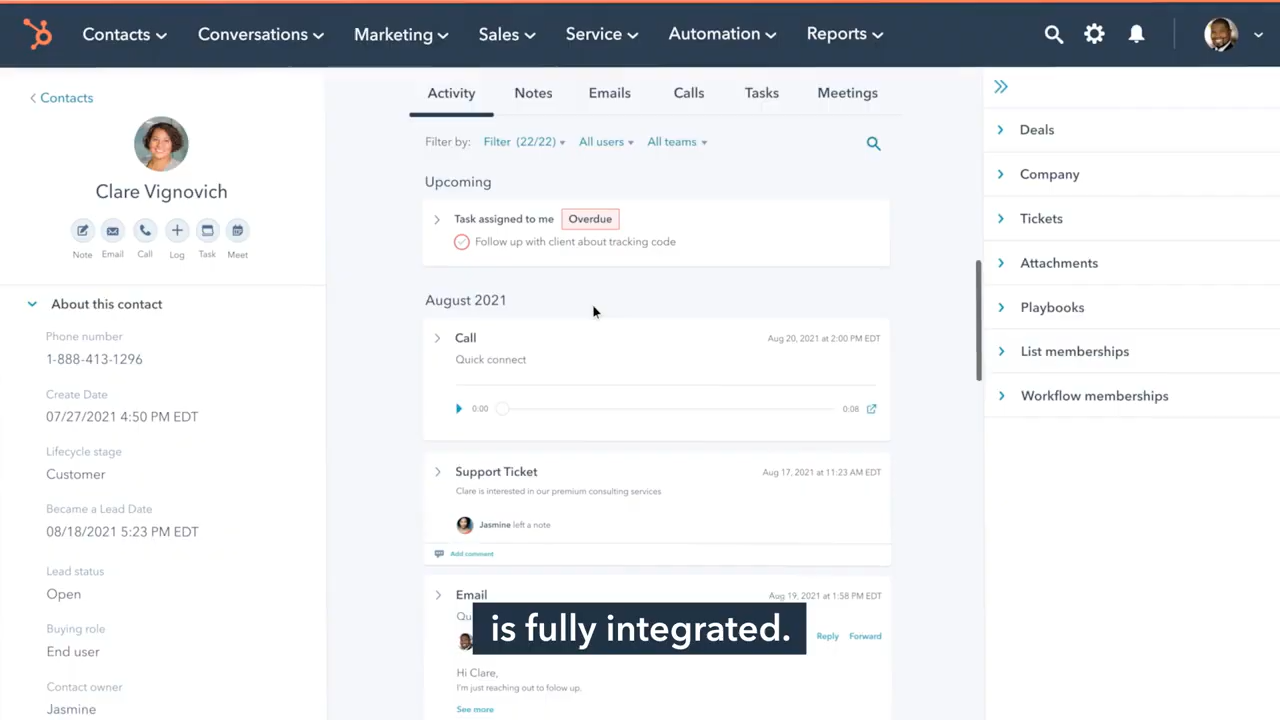 Contacts Conversations Marketing Sales Service Automation Reports
Contacts
Clare Vignovich
Note Email Call Log Task Meet
About this contact
Phone number
1-888-413-1296
Create Date
07/27/2021 4:50 PM EDT
Lifecycle stage
Customer
Became a Lead Date
08/18/2021 5:23 PM EDT
Lead status
Open
Buying role
End user
Contact owner
Jasmine
Activity Notes Emails Calls Tasks Meetings
Filter by: Filter (22/22) All users All teams
Upcoming
Task assigned to me Overdue
Follow up with client about tracking code
August 2021
Call Aug 20, 2021 at 2:00 PM EDT
Quick connect
0:00 0:08
Support Ticket Aug 17, 2021 at 11:23 AM EDT
Clare is interested in our premium consulting services
Jasmine left a note
Add comment
Email Aug 19, 2021 at 1:58 PM EDT
is fully integrated.
Reply Forward
Hi Clare,
I'm just reaching out to folow up.
See more
Deals
Company
Tickets
Attachments
Playbooks
List memberships
Workflow memberships